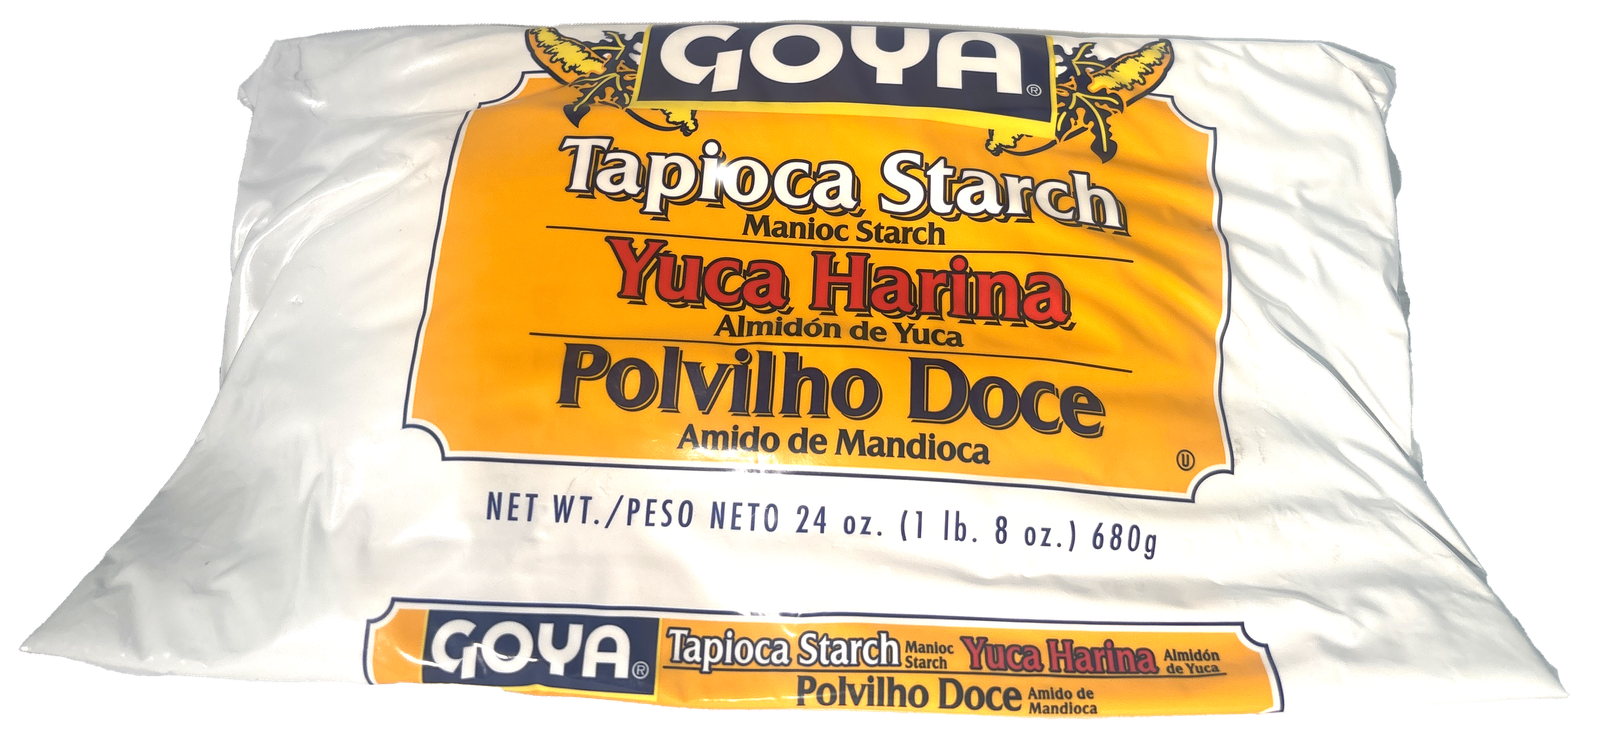 GOYA®
Tapioca Starch
Manioc Starch
Yuca Harina
Almidón de Yuca
Polvilho Doce
Amido de Mandioca
U
NET WT./PESO NETO 24 oz. (1 lb. 8 oz.) 680g
GOYA®
Tapioca Starch Manioc Starch Yuca Harina Almidón de Yuca
Polvilho Doce Amido de Mandioca